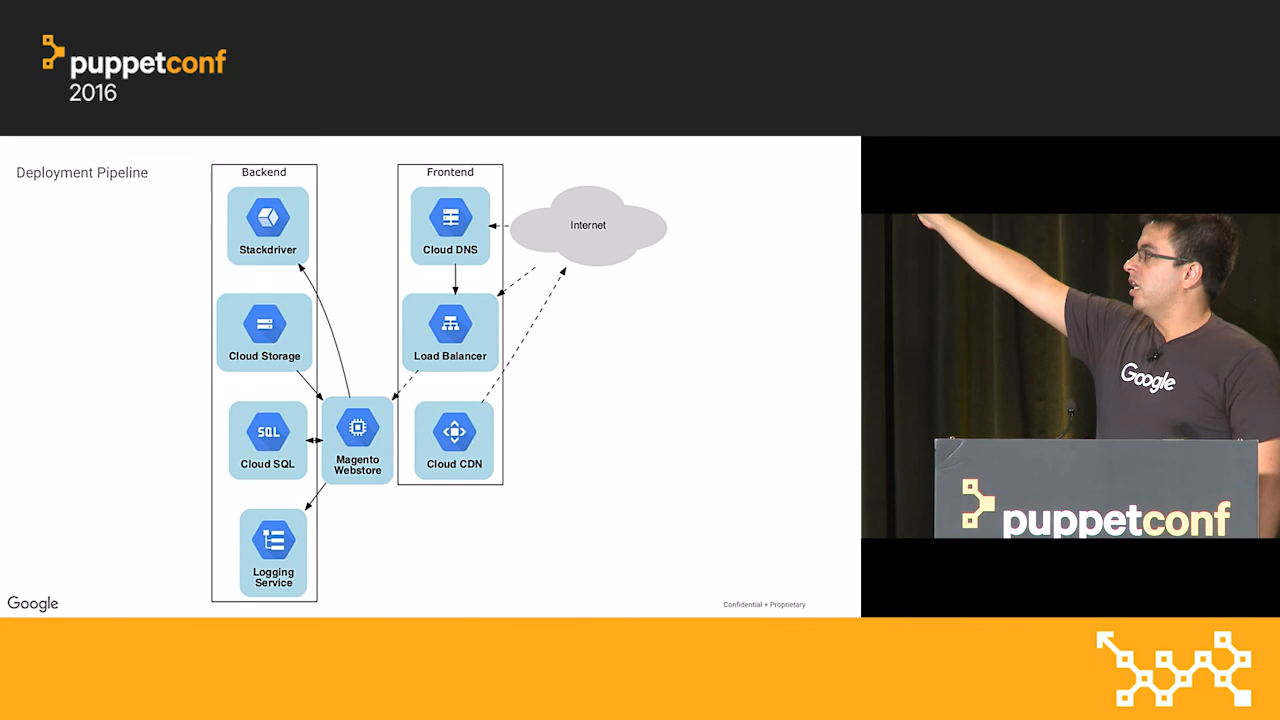 puppetconf
2016
Deployment Pipeline
Backend
Frontend
Stackdriver
Cloud DNS
Internet
Cloud Storage
Load Balancer
SQL
Cloud SQL
Magento
Webstore
Cloud CDN
Logging
Service
Google
Confidential + Proprietary
Google
puppetconf